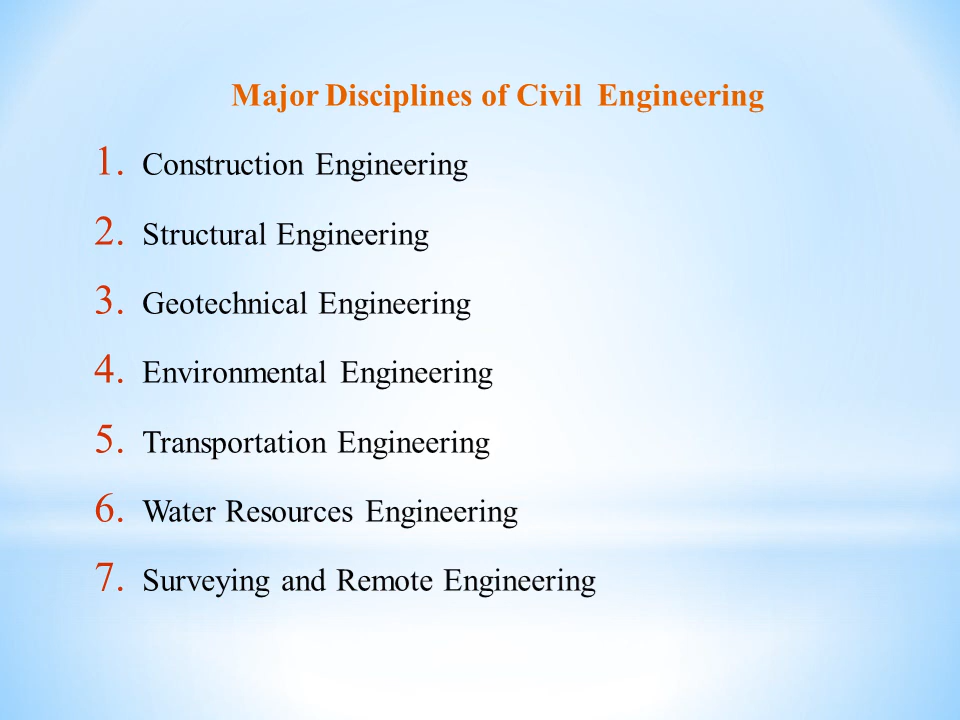 Major Disciplines of Civil Engineering
1. Construction Engineering
2. Structural Engineering
3. Geotechnical Engineering
4. Environmental Engineering
5. Transportation Engineering
6. Water Resources Engineering
7. Surveying and Remote Engineering